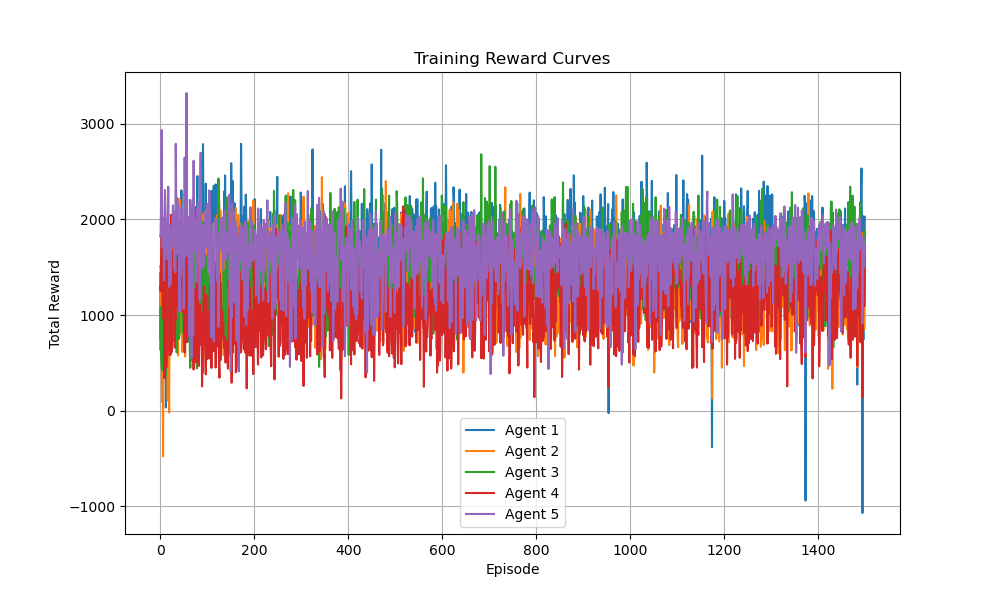 Training Reward Curves
Total Reward
3000
2000
1000
0
−1000
Agent 1
Agent 2
Agent 3
Agent 4
Agent 5
0 200 400 600 800 1000 1200 1400
Episode